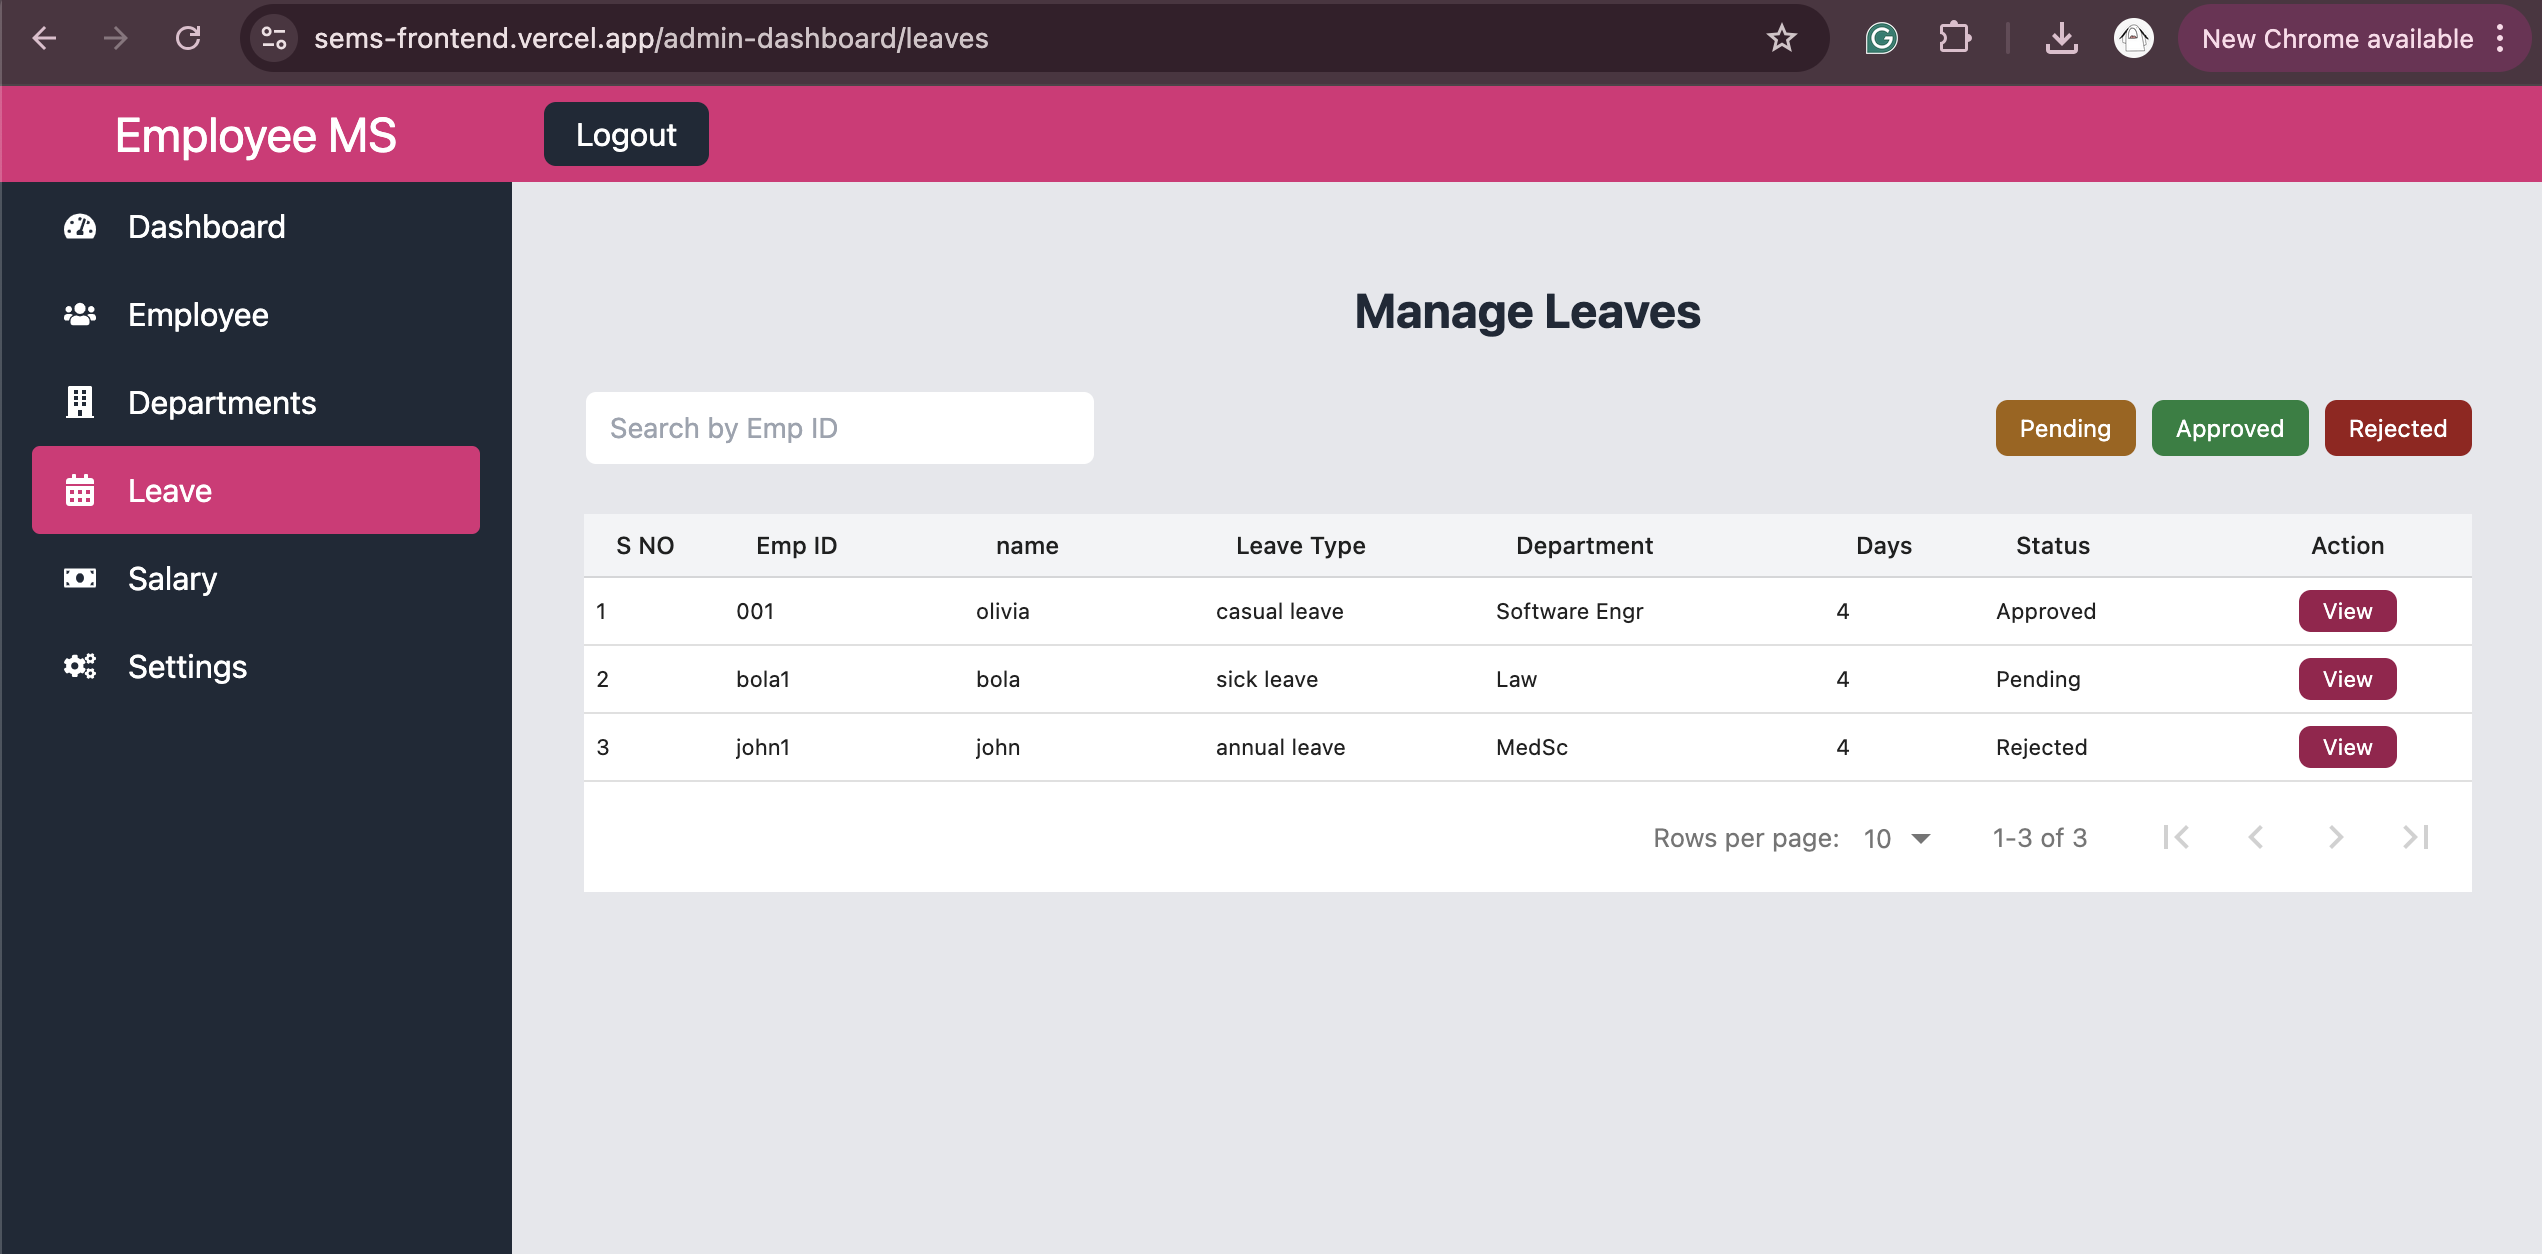 sems-frontend.vercel.app/admin-dashboard/leaves
New Chrome available
Employee MS
Logout
Dashboard
Employee
Departments
Leave
Salary
Settings
Manage Leaves
Search by Emp ID
Pending
Approved
Rejected
S NO Emp ID name Leave Type Department Days Status Action
1 001 olivia casual leave Software Engr 4 Approved View
2 bola1 bola sick leave Law 4 Pending View
3 john1 john annual leave MedSc 4 Rejected View
Rows per page: 10 1-3 of 3